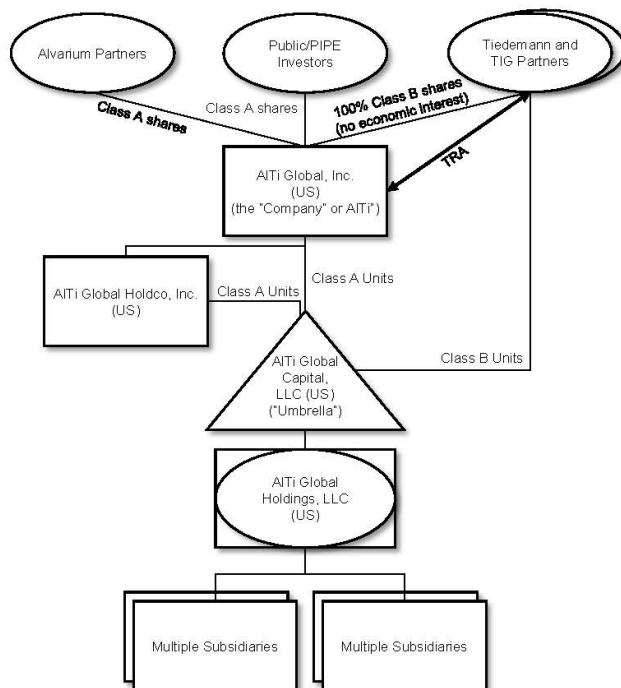 Alvarium Partners
Public/PIPE
Investors
Tiedemann and
TIG Partners
Class A shares
Class A shares
100% Class B shares
(no economic interest)
TRA
AlTi Global, Inc.
(US)
(the "Company" or AlTi")
AlTi Global Holdco, Inc.
(US)
Class A Units
Class A Units
Class B Units
AlTi Global
Capital,
LLC (US)
("Umbrella")
AlTi Global
Holdings, LLC
(US)
Multiple Subsidiaries
Multiple Subsidiaries